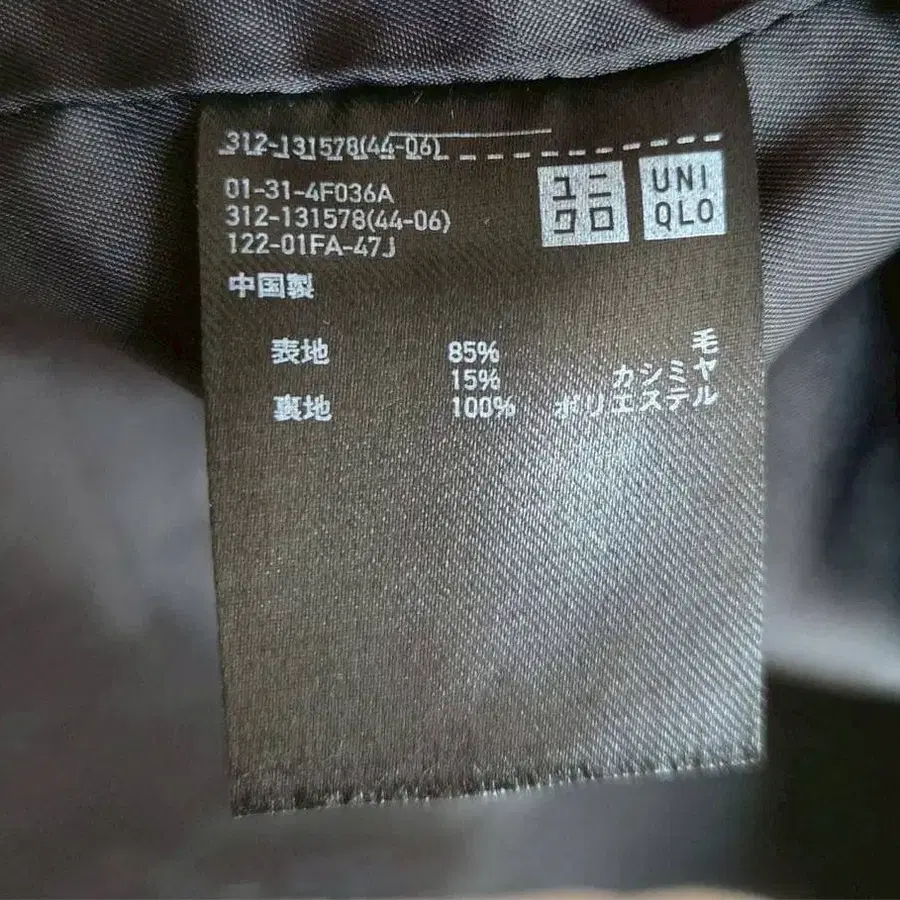 312-131578(44-06)
01-31-4F036A
312-131578(44-06)
122-01FA-47J
ユニ
クロ
UNI
QLO
中国製
表地 85% 毛
15% カシミヤ
裏地 100% ポリエステル